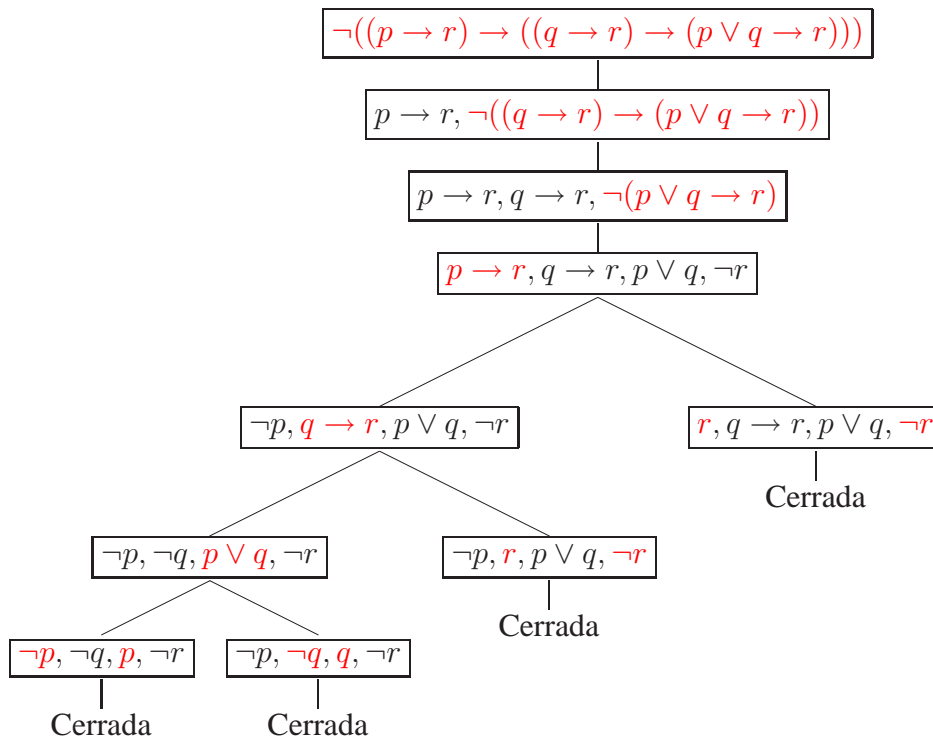 ¬((p → r) → ((q → r) → (p ∨ q → r)))
p → r, ¬((q → r) → (p ∨ q → r))
p → r, q → r, ¬(p ∨ q → r)
p → r, q → r, p ∨ q, ¬r
¬p, q → r, p ∨ q, ¬r
r, q → r, p ∨ q, ¬r
Cerrada
¬p, ¬q, p ∨ q, ¬r
¬p, r, p ∨ q, ¬r
Cerrada
¬p, ¬q, p, ¬r
¬p, ¬q, q, ¬r
Cerrada
Cerrada